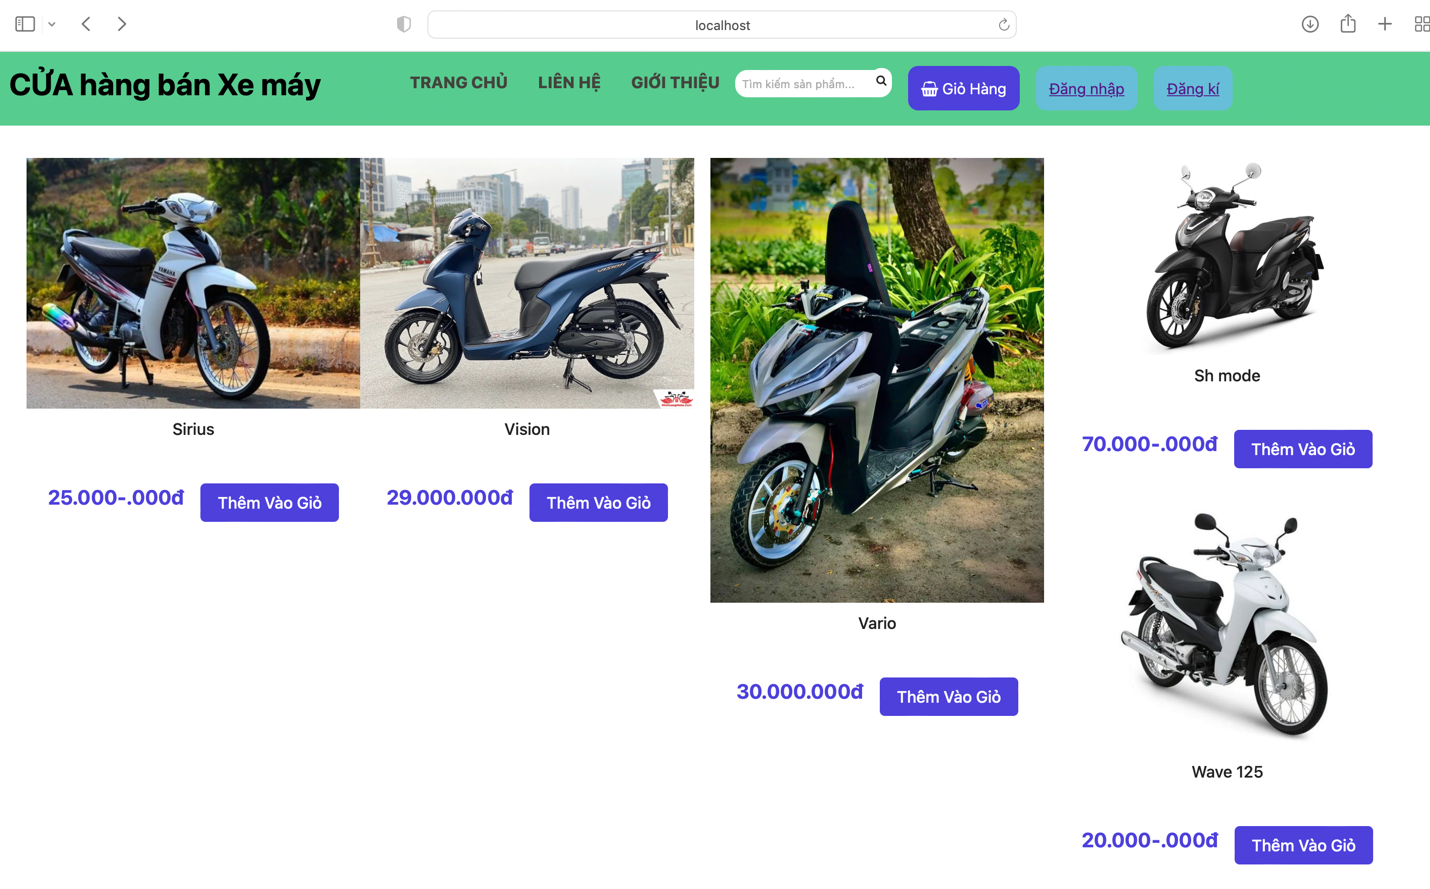 localhost
CỬA hàng bán Xe máy
TRANG CHỦ
LIÊN HỆ
GIỚI THIỆU
Tìm kiếm sản phẩm...
Giỏ Hàng
Đăng nhập
Đăng kí
YAMAHA
Sirius
25.000-.000đ
Thêm Vào Giỏ
Vision
29.000.000đ
Thêm Vào Giỏ
Vario
30.000.000đ
Thêm Vào Giỏ
Sh mode
70.000-.000đ
Thêm Vào Giỏ
Wave 125
20.000-.000đ
Thêm Vào Giỏ